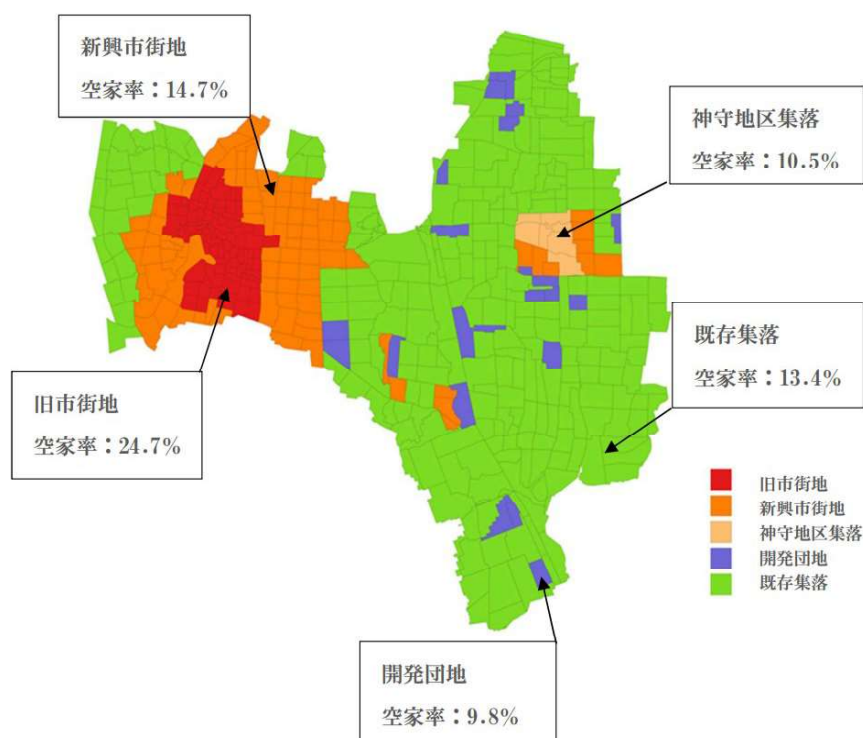 新興市街地
空家率：14.7%
神守地区集落
空家率：10.5%
既存集落
空家率：13.4%
旧市街地
空家率：24.7%
旧市街地
新興市街地
神守地区集落
開発団地
既存集落
開発団地
空家率：9.8%